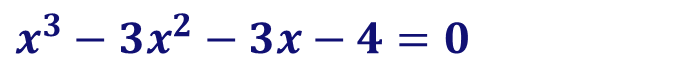 x³ − 3x² − 3x − 4 = 0